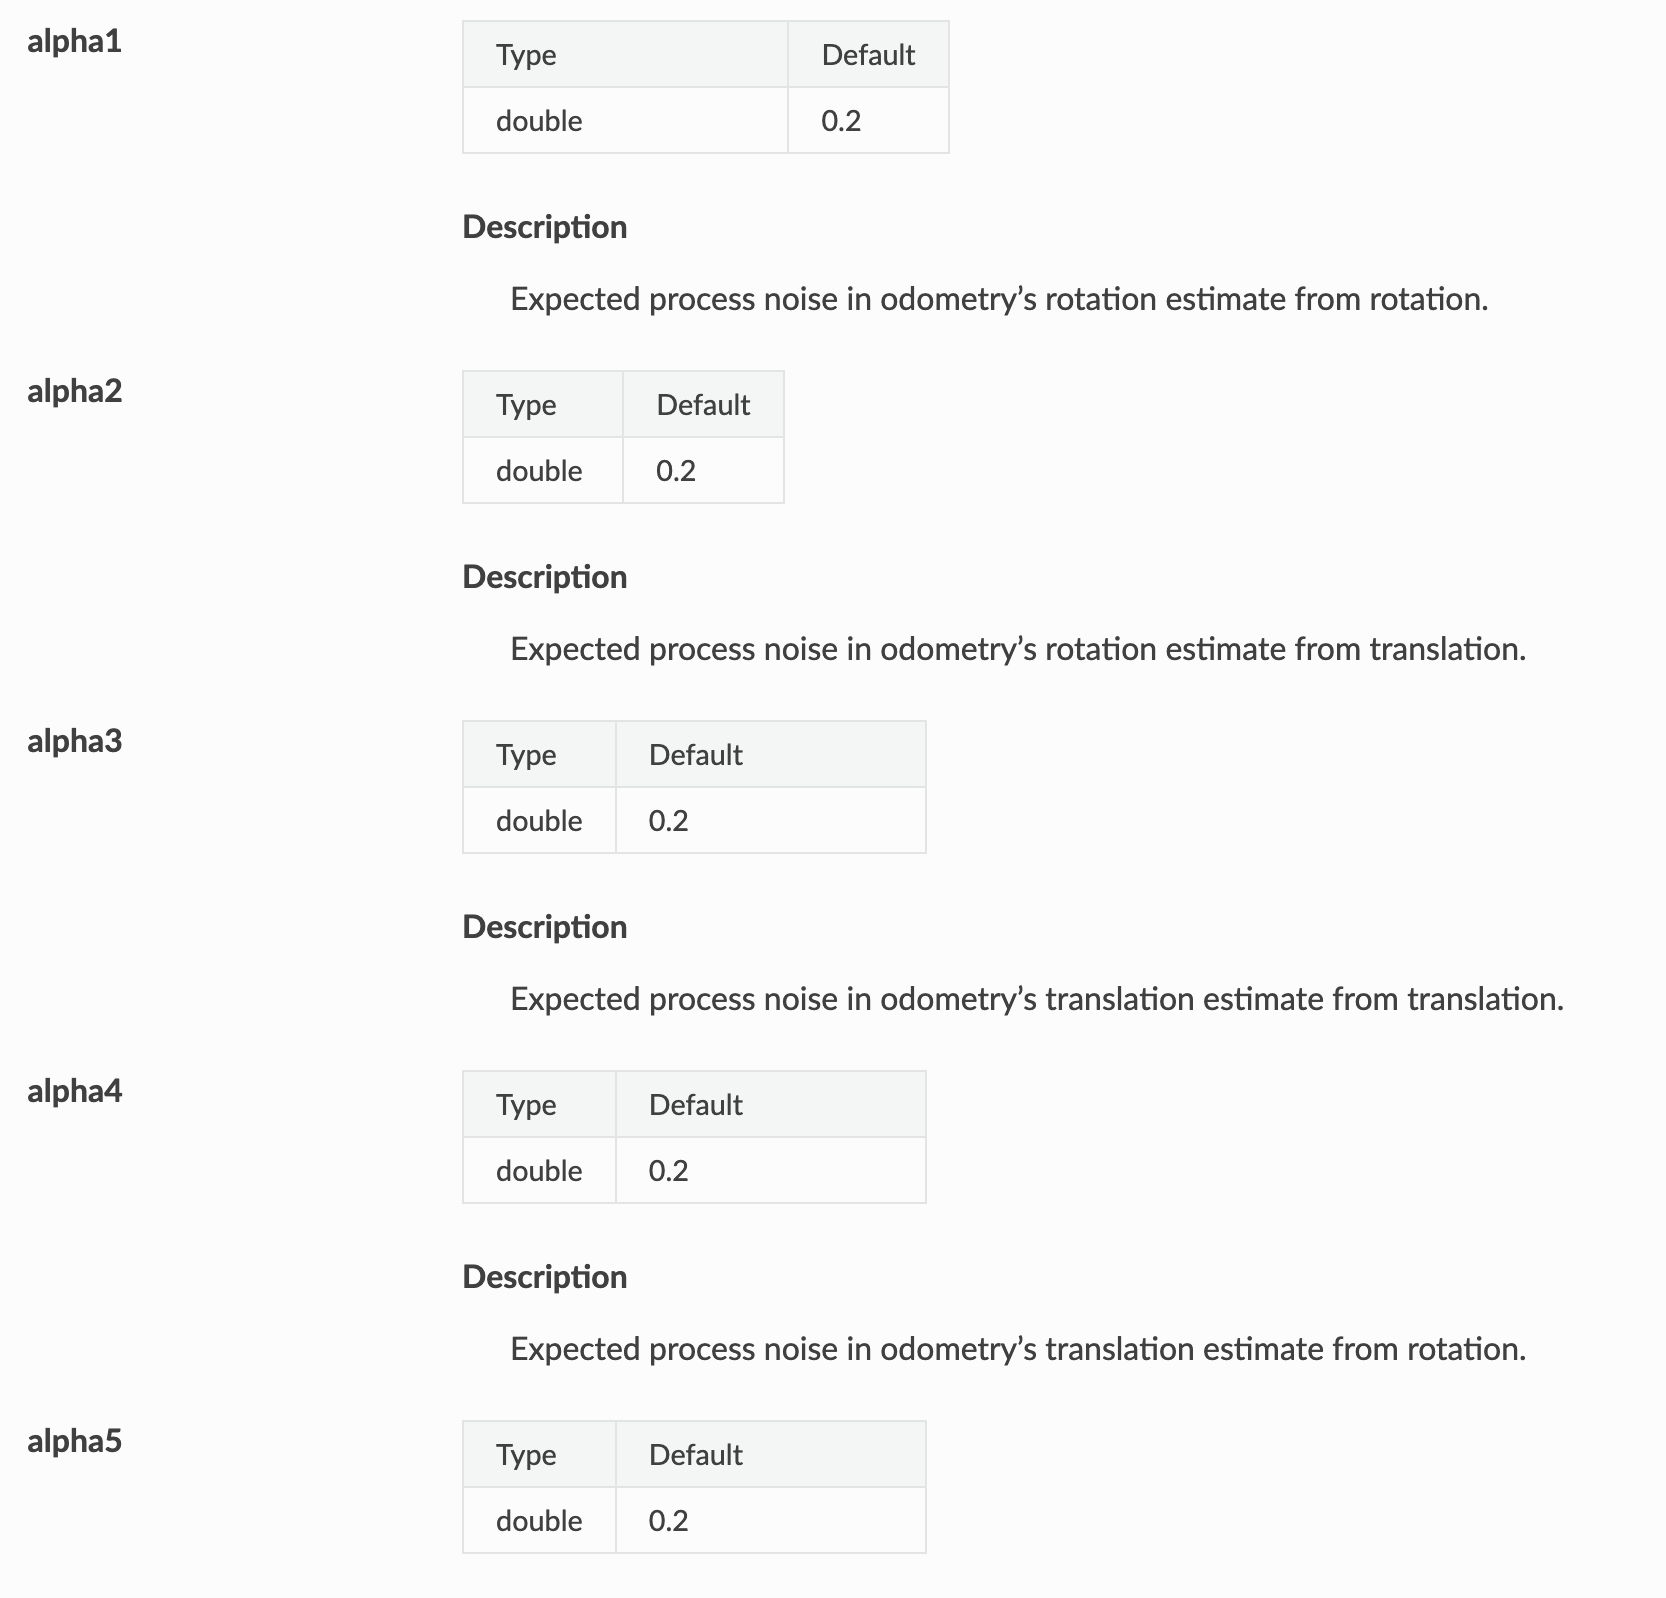 alpha1
Type Default
double 0.2
Description
Expected process noise in odometry’s rotation estimate from rotation.
alpha2
Type Default
double 0.2
Description
Expected process noise in odometry’s rotation estimate from translation.
alpha3
Type Default
double 0.2
Description
Expected process noise in odometry’s translation estimate from translation.
alpha4
Type Default
double 0.2
Description
Expected process noise in odometry’s translation estimate from rotation.
alpha5
Type Default
double 0.2